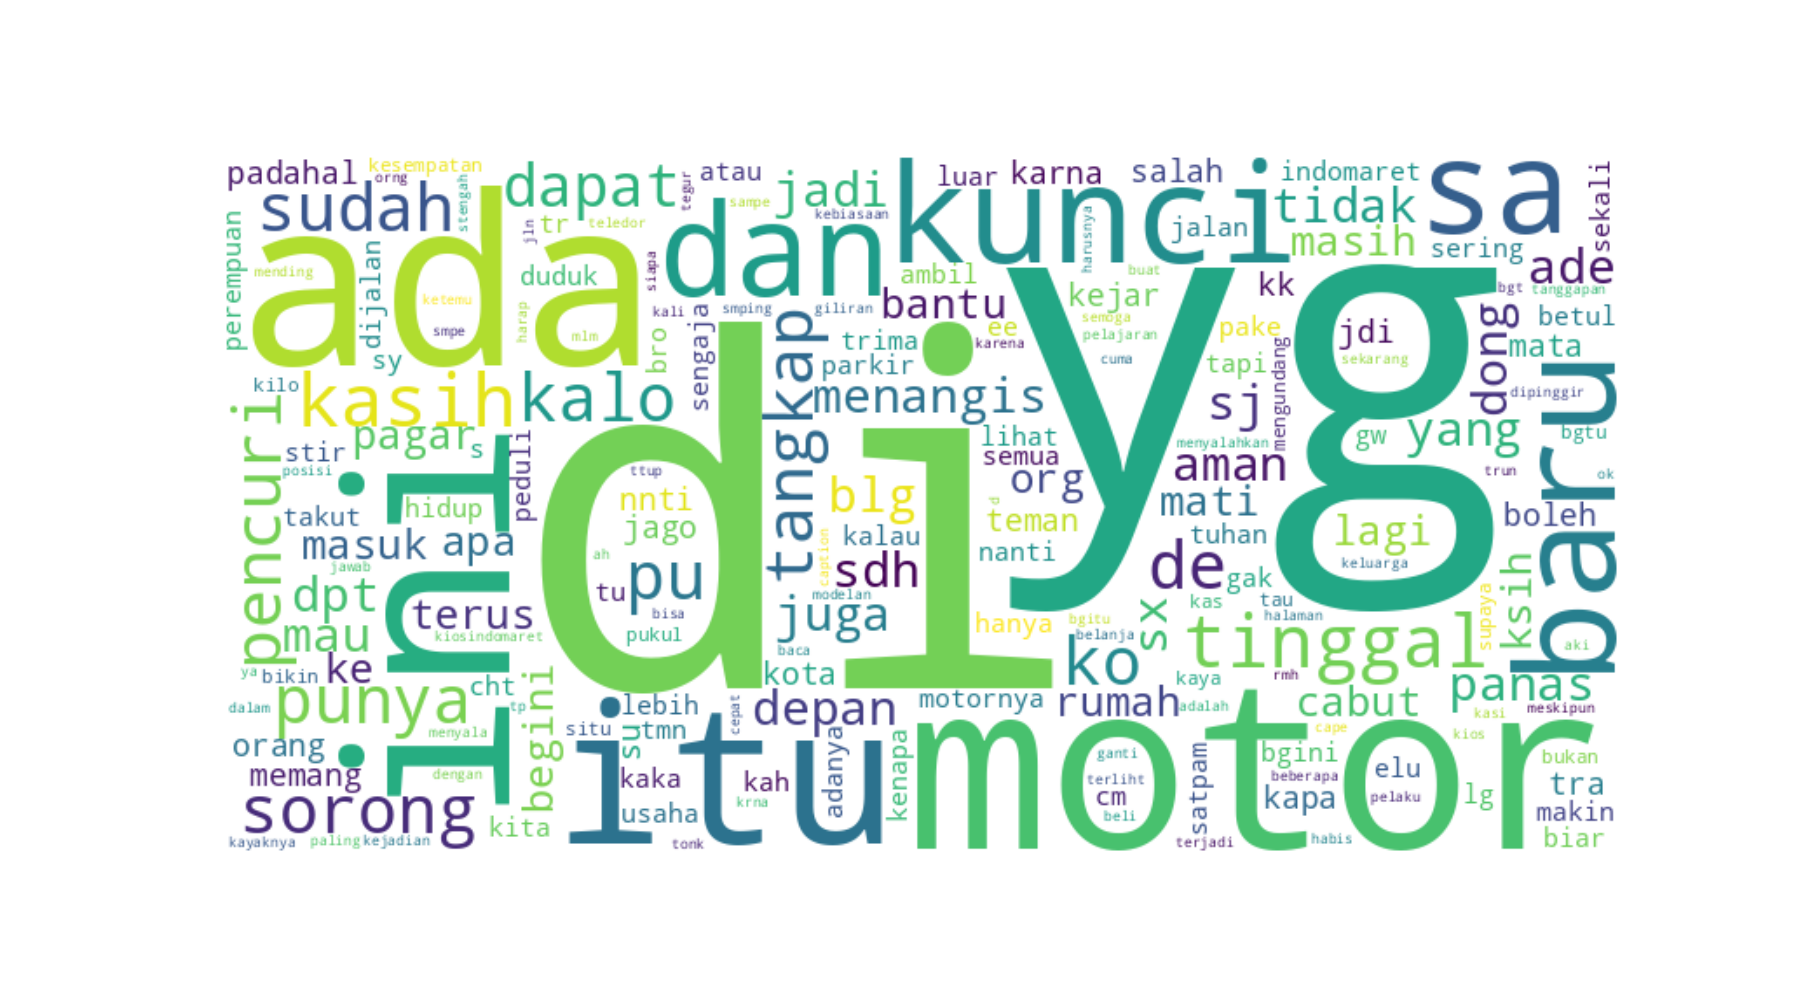 padahal
kesempatan
orng
stengah
sudah
ada
dapat
tr
teledor
jln
tegur
atau
sampe
jadi
kebiasaan
dan
kunci
luar
karna
salah
indomaret
tidak
sa
sekali
jalan
harusnya
masih
sering
ade
perempuan
mending
dijalan
ketemu
smpe
duduk
harap
mlm
siapa
kali
smping
giliran
ambil
bantu
yg
buat
kejar
semoga
pelajaran
cuma
kk
pake
jdi
sekarang
bgt
tanggapan
betul
dong
mata
sy
bro
sengaja
trima
parkir
ee
karena
tapi
mengundang
kilo
kasih
kalo
di
tangkap
menangis
sj
dipinggir
baru
pencuri
pagar
s
stir
posisi
peduli
ttup
lihat
semua
org
menyalahkan
gw
yang
bgtu
aman
trun
ok
ini
hidup
takut
masuk
apa
nnti
jago
ah
blg
d
teman
mati
tuhan
lagi
boleh
jawab
caption
kalau
nanti
keluarga
dpt
terus
tu
pu
bisa
sdh
modelan
de
gak
kas
tau
halaman
supaya
ksih
mau
kiosindomaret
pukul
juga
hanya
bgitu
belanja
sx
tinggal
aki
ya
bikin
ke
cht
baca
kota
ko
kaya
rmh
panas
dalam
punya
tp
begini
lebih
cepat
depan
motornya
rumah
adalah
cabut
kasi
meskipun
menyala
situ
su
tmn
itu
adanya
kenapa
motor
cape
kios
orang
memang
dengan
kaka
kah
ganti
satpam
bgini
elu
bukan
terliht
beberapa
tra
sorong
krna
usaha
cm
beli
kapa
pelaku
lg
makin
kita
kayaknya
paling
kejadian
tonk
terjadi
habis
biar